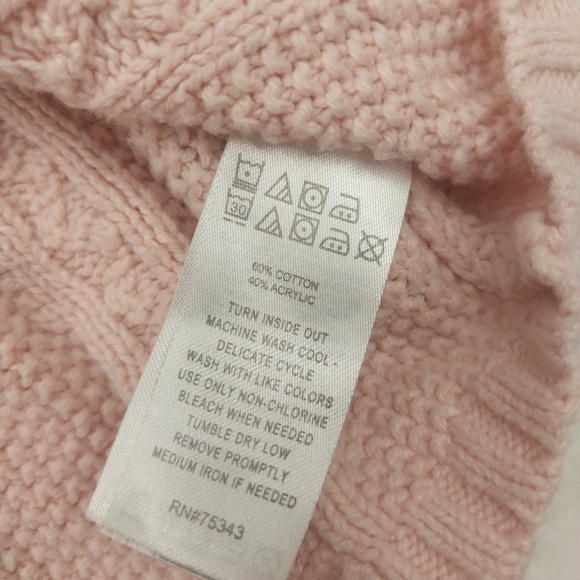 30
60% COTTON
40% ACRYLIC
TURN INSIDE OUT
MACHINE WASH COOL -
DELICATE CYCLE
WASH WITH LIKE COLORS
USE ONLY NON-CHLORINE
BLEACH WHEN NEEDED
TUMBLE DRY LOW
REMOVE PROMPTLY
MEDIUM IRON IF NEEDED
RN#75343